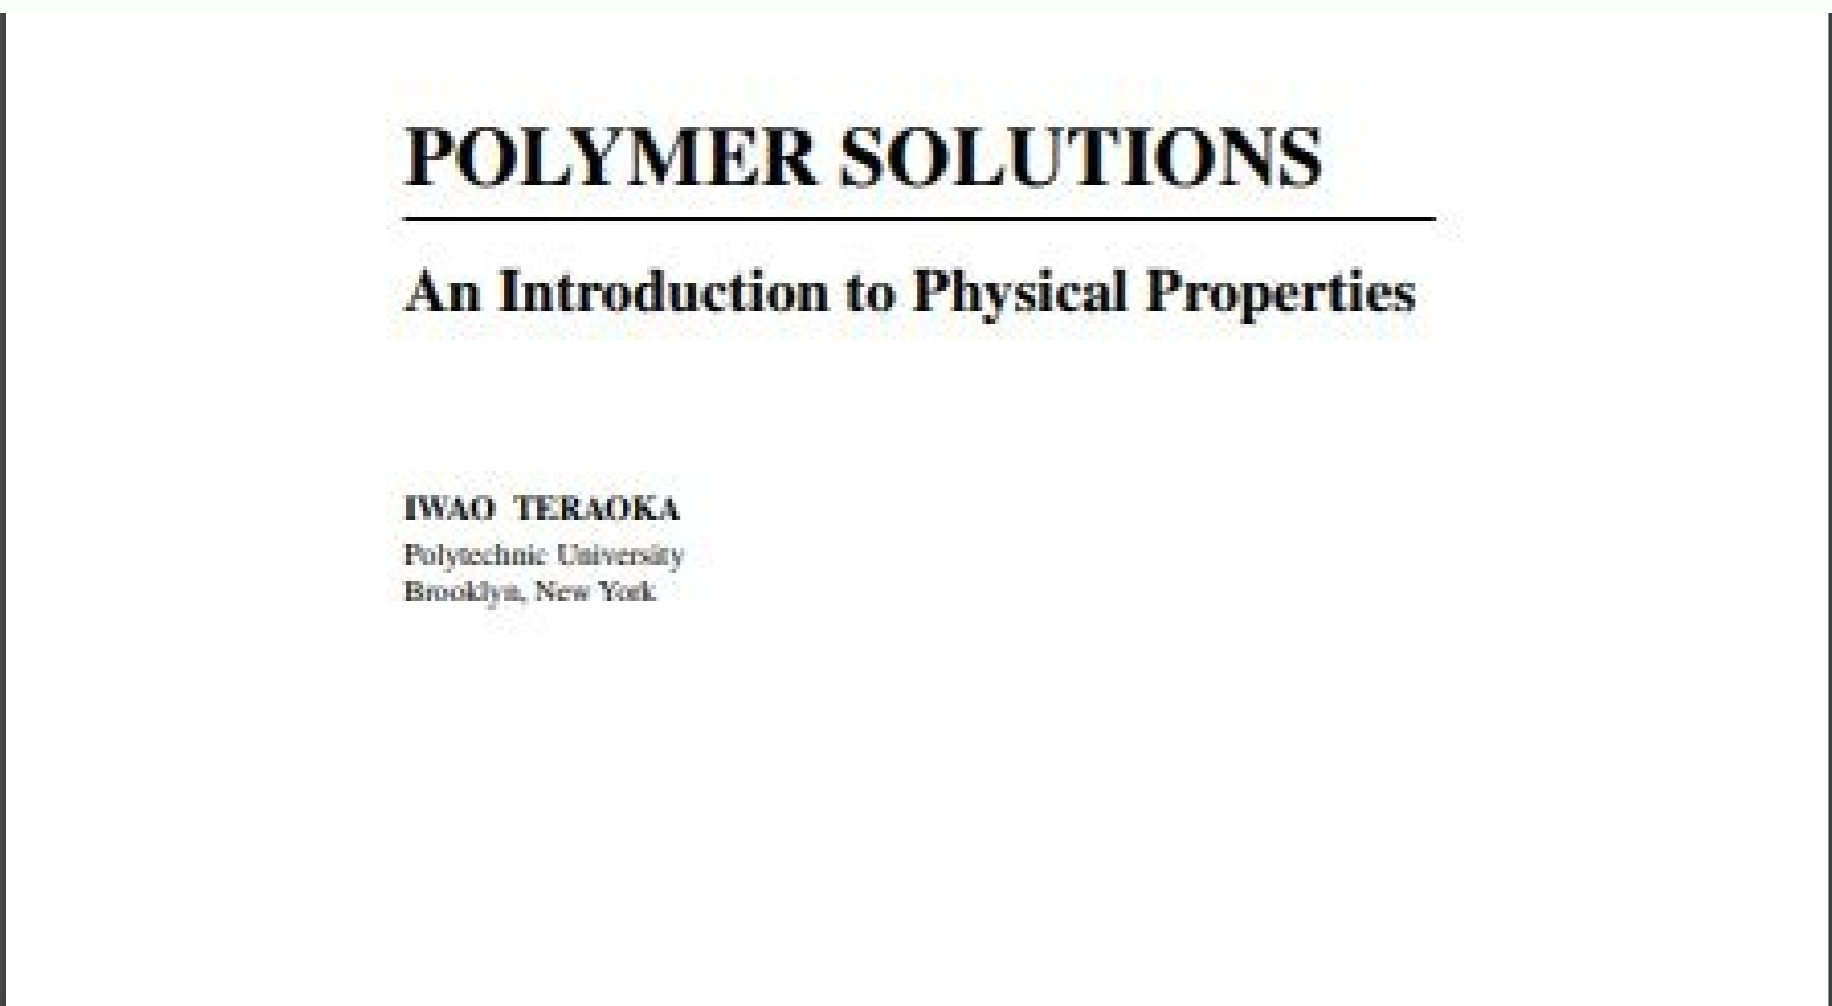 POLYMER SOLUTIONS
An Introduction to Physical Properties
IWAO TERAOKA
Polytechnic University
Brooklyn, New York